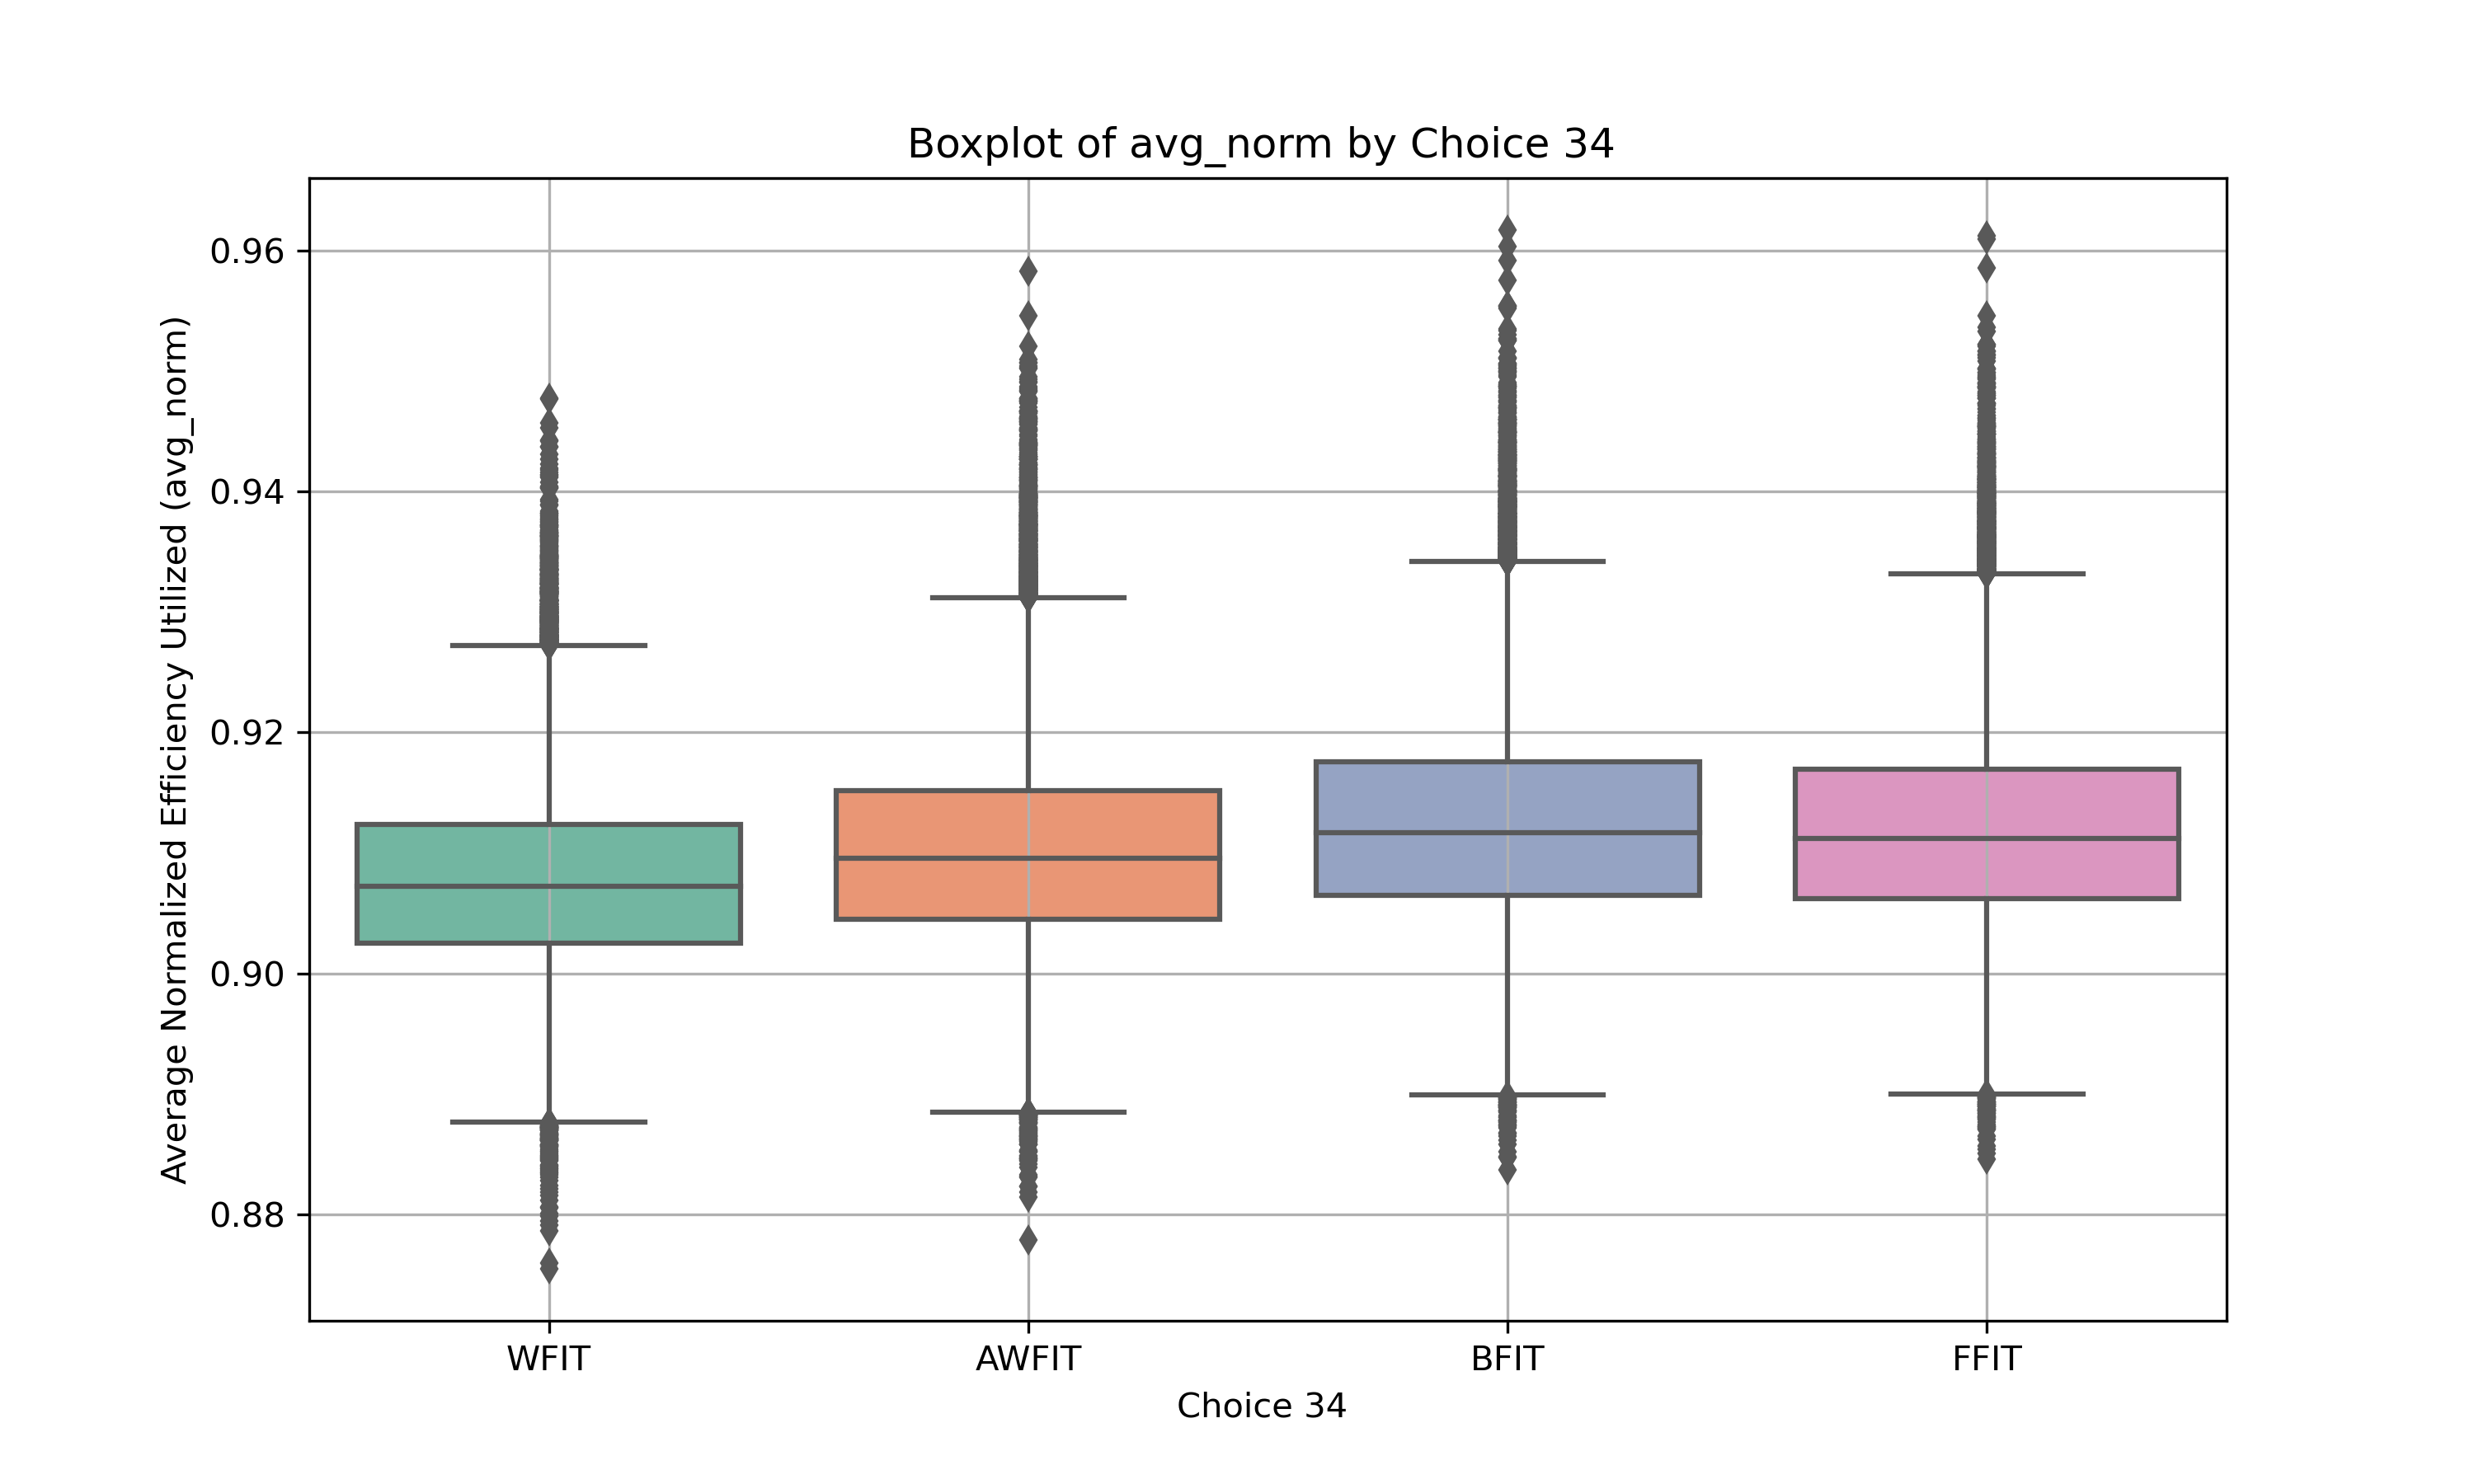 Boxplot of avg_norm by Choice 34
Average Normalized Efficiency Utilized (avg_norm)
0.96
0.94
0.92
0.90
0.88
WFIT AWFIT BFIT FFIT
Choice 34